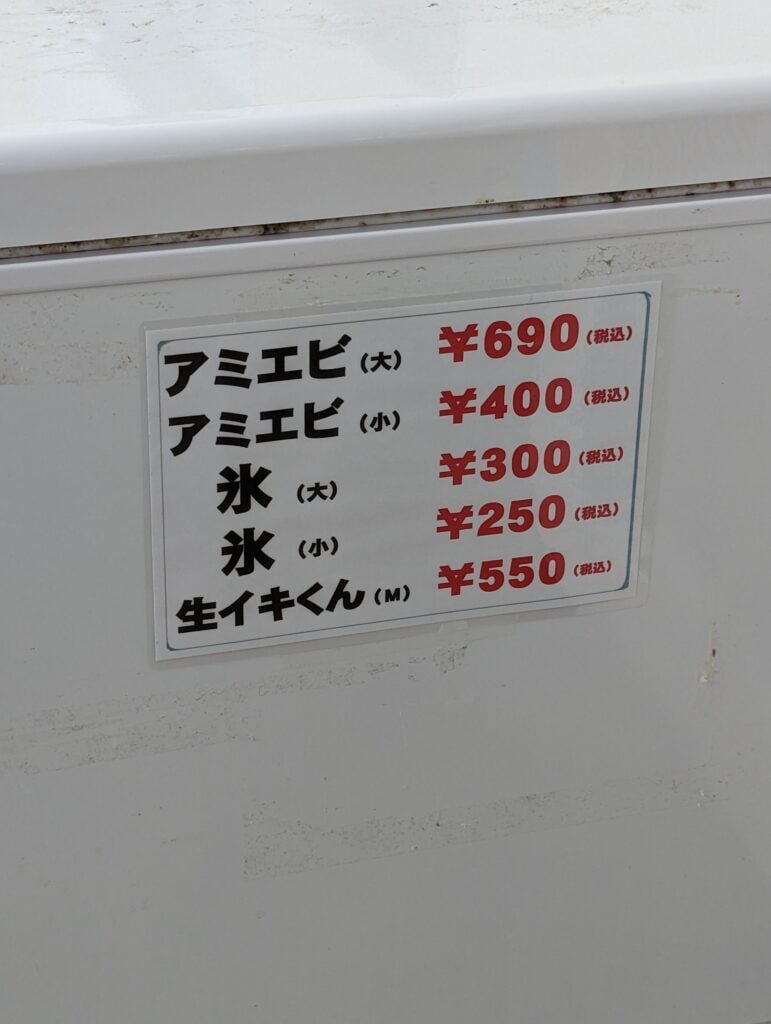 アミエビ（大） ¥690（税込）
アミエビ（小） ¥400（税込）
氷（大） ¥300（税込）
氷（小） ¥250（税込）
生イキくん（M） ¥550（税込）